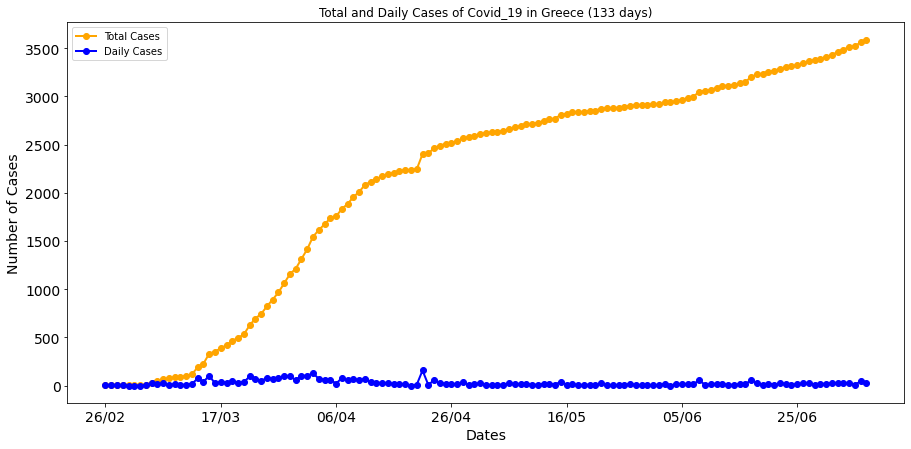 Total and Daily Cases of Covid_19 in Greece (133 days)
Total Cases
Daily Cases
Number of Cases
3500
3000
2500
2000
1500
1000
500
0
26/02 17/03 06/04 26/04 16/05 05/06 25/06
Dates